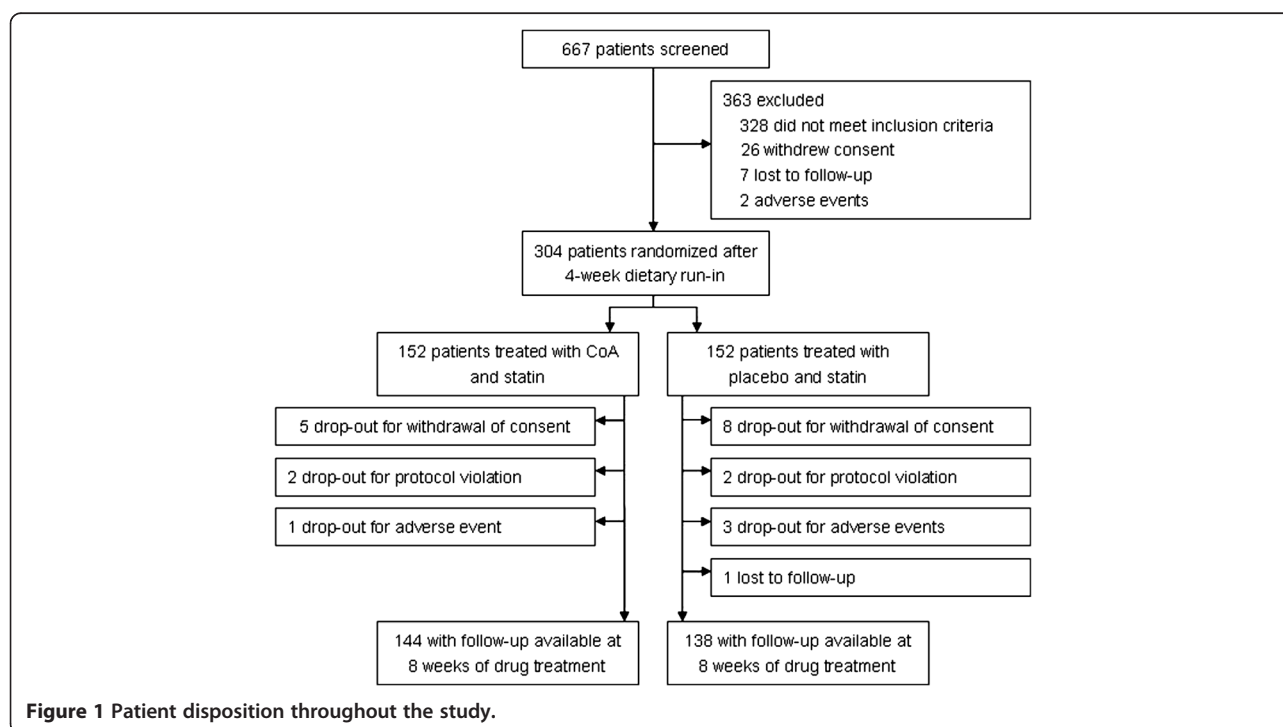 667 patients screened
363 excluded
328 did not meet inclusion criteria
26 withdrew consent
7 lost to follow-up
2 adverse events
304 patients randomized after
4-week dietary run-in
152 patients treated with CoA
and statin
152 patients treated with
placebo and statin
5 drop-out for withdrawal of consent
8 drop-out for withdrawal of consent
2 drop-out for protocol violation
2 drop-out for protocol violation
1 drop-out for adverse event
3 drop-out for adverse events
1 lost to follow-up
144 with follow-up available at
8 weeks of drug treatment
138 with follow-up available at
8 weeks of drug treatment
Figure 1 Patient disposition throughout the study.